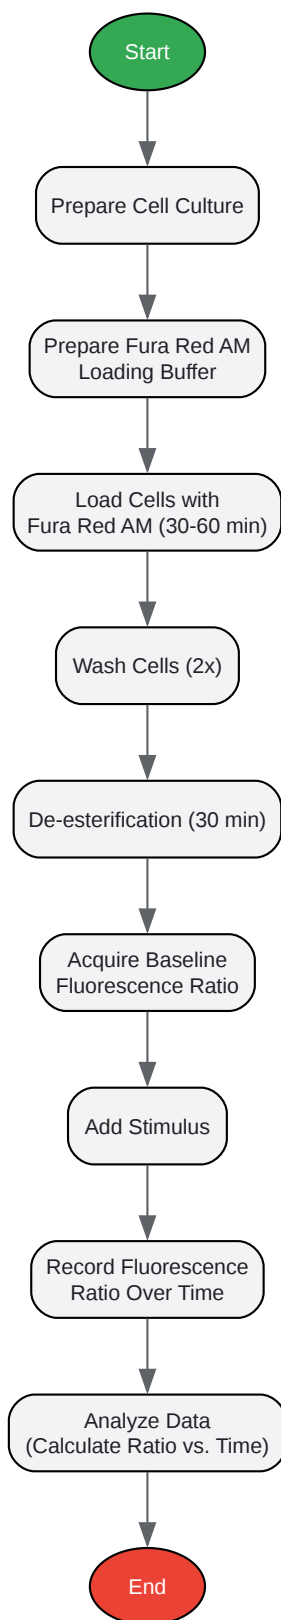 Start
Prepare Cell Culture
Prepare Fura Red AM
Loading Buffer
Load Cells with
Fura Red AM (30-60 min)
Wash Cells (2x)
De-esterification (30 min)
Acquire Baseline
Fluorescence Ratio
Add Stimulus
Record Fluorescence
Ratio Over Time
Analyze Data
(Calculate Ratio vs. Time)
End